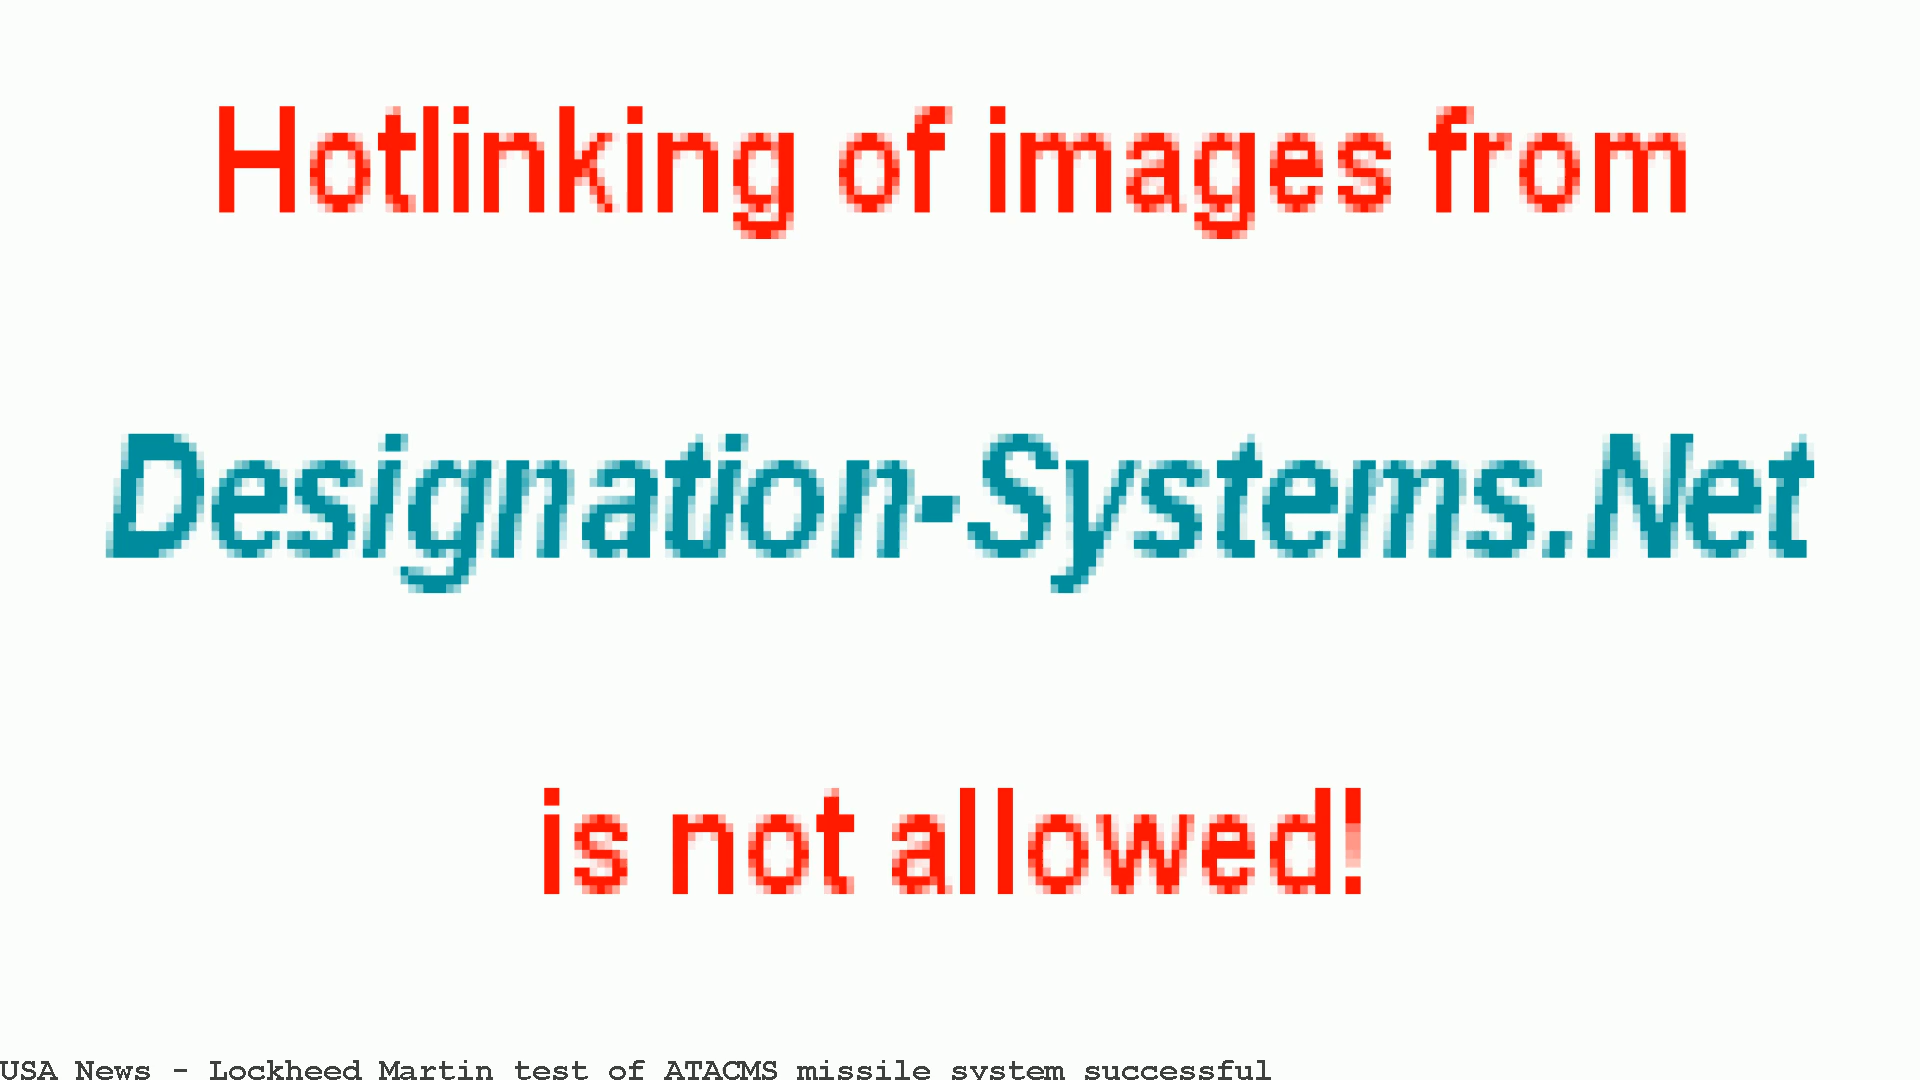 Hotlinking of images from
Designation-Systems.Net
is not allowed!
USA News - Lockheed Martin test of ATACMS missile system successful